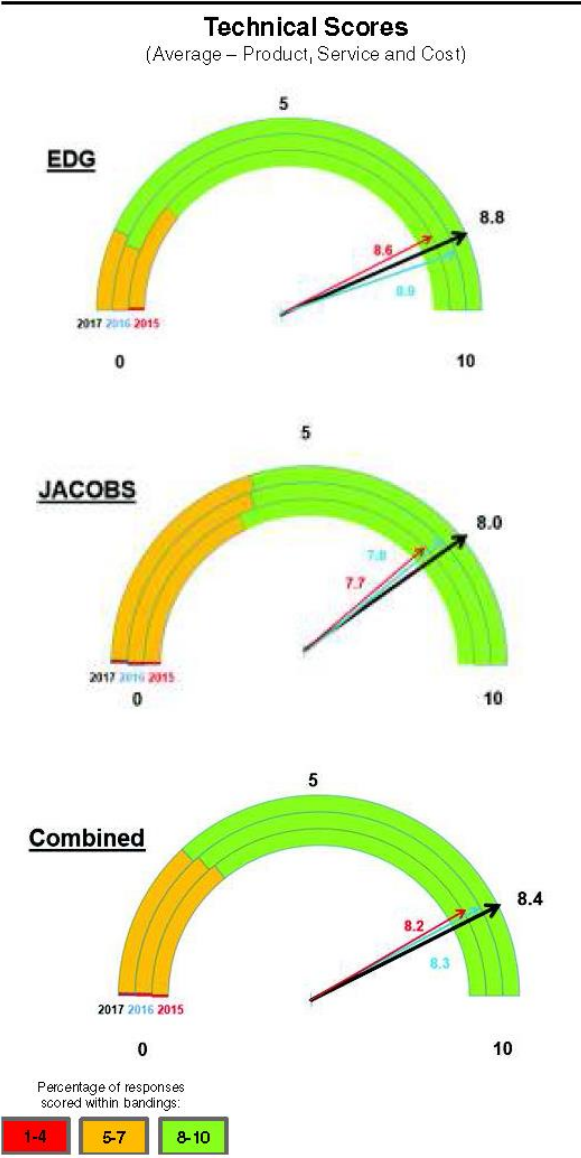 Technical Scores
(Average – Product, Service and Cost)
5
EDG
8.8
8.6
8.9
2017 2016 2015
0 10
5
JACOBS
8.0
7.8
7.7
2017 2016 2015
0 10
5
Combined
8.4
8.2
8.3
2017 2016 2015
0 10
Percentage of responses
scored within bandings:
1-4 5-7 8-10